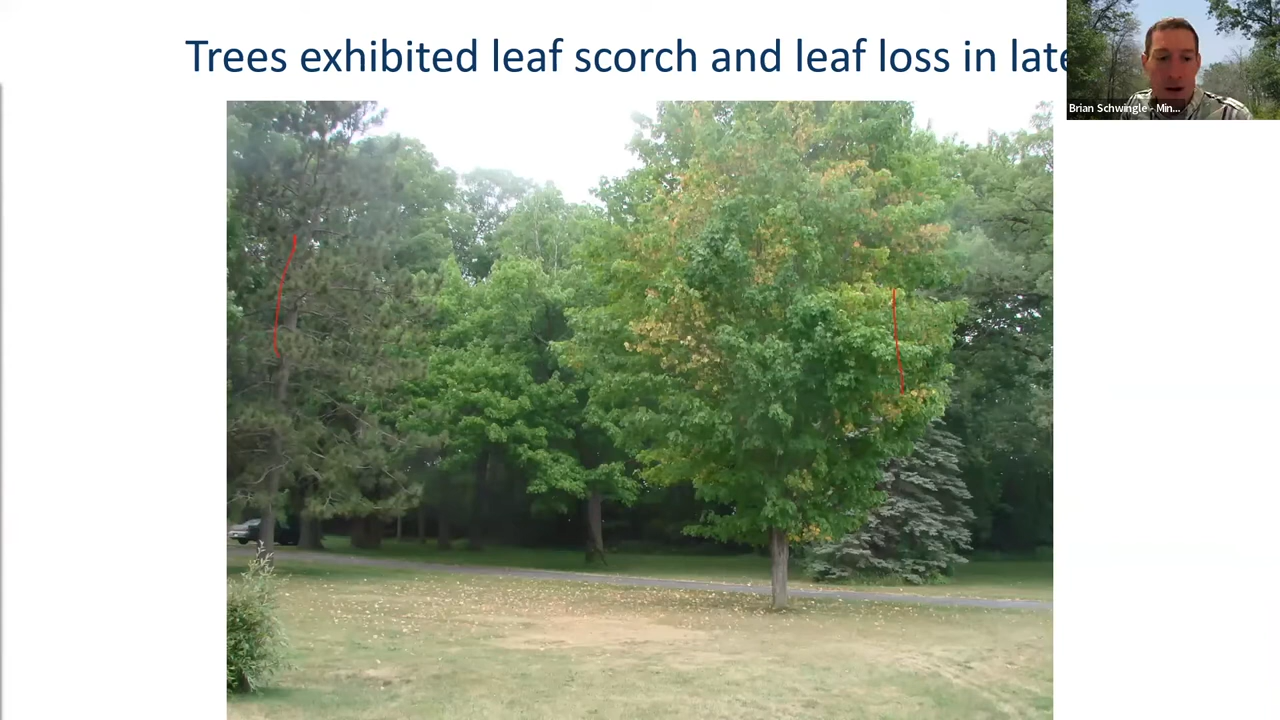 Trees exhibited leaf scorch and leaf loss in late
Brian Schwingle - Min...